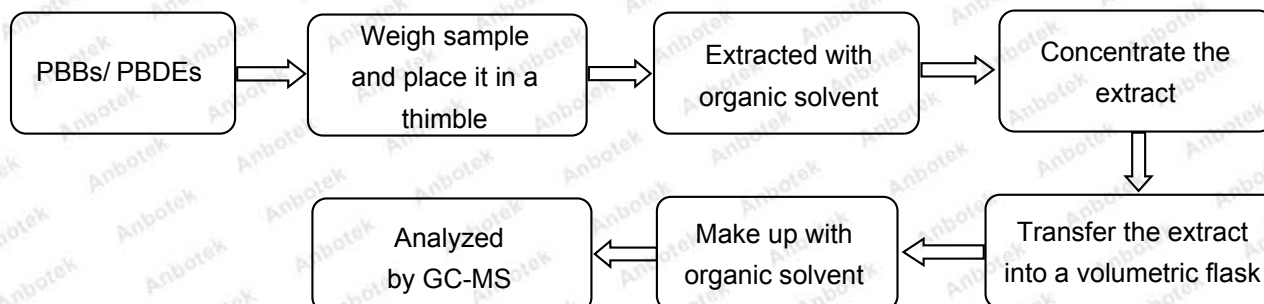 PBBs/ PBDEs
Weigh sample
and place it in a
thimble
Extracted with
organic solvent
Concentrate the
extract
Transfer the extract
into a volumetric flask
Make up with
organic solvent
Analyzed
by GC-MS
Anbotek